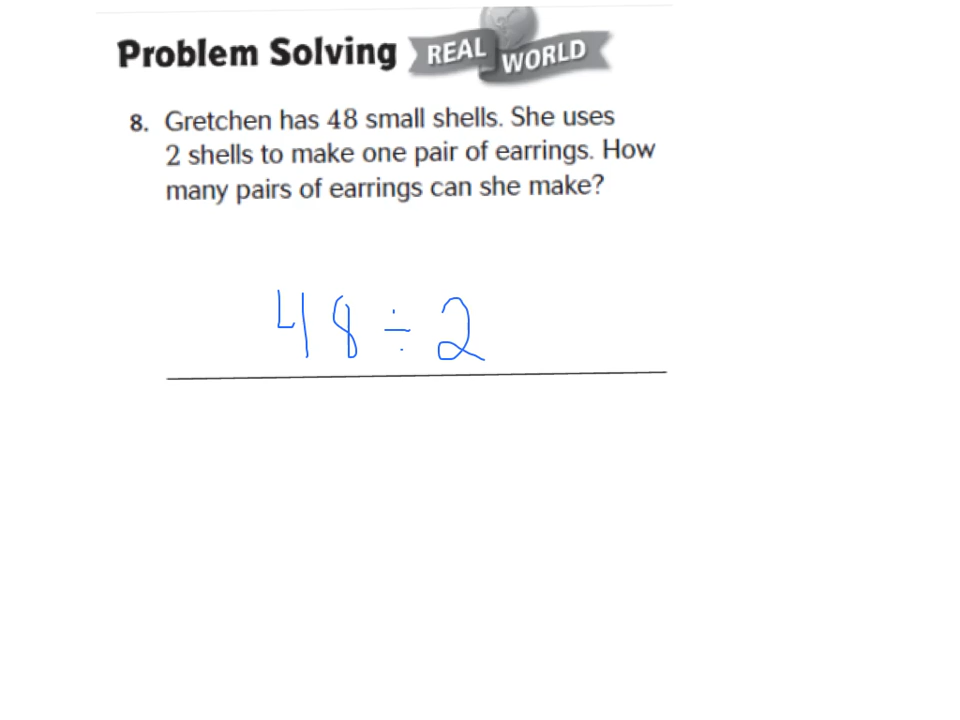 Problem Solving REAL WORLD
8. Gretchen has 48 small shells. She uses
2 shells to make one pair of earrings. How
many pairs of earrings can she make?
48 ÷ 2